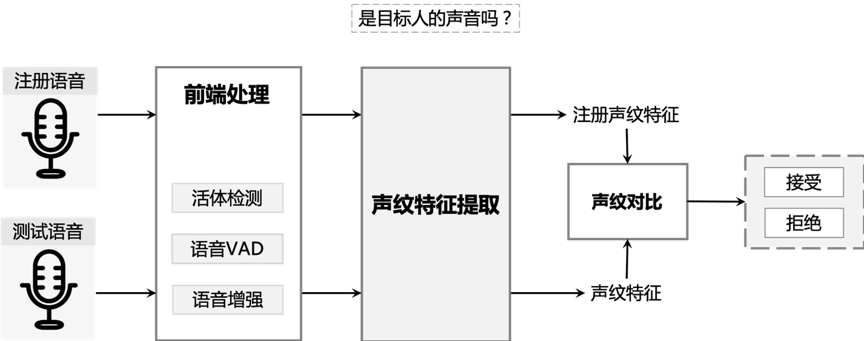 是目标人的声音吗？
注册语音
前端处理
活体检测
语音VAD
语音增强
测试语音
声纹特征提取
注册声纹特征
声纹对比
声纹特征
接受
拒绝